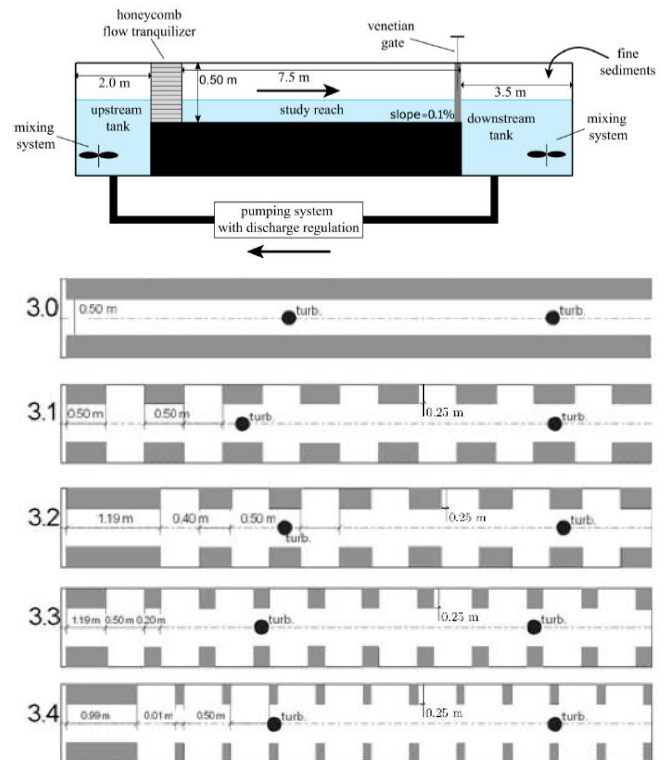 honeycomb
flow tranquilizer
venetian
gate
fine
sediments
2.0 m
0.50 m
7.5 m
3.5 m
upstream
tank
study reach
slope=0.1%
downstream
tank
mixing
system
mixing
system
pumping system
with discharge regulation
3.0
0.50 m
turb.
turb.
3.1
0.50 m
0.50 m
turb.
0.25 m
turb.
3.2
1.19 m
0.40 m
0.50 m
turb.
0.25 m
turb.
3.3
1.19 m
0.50 m
0.20 m
turb.
0.25 m
turb.
3.4
0.99 m
0.01 m
0.50 m
turb.
0.25 m
turb.